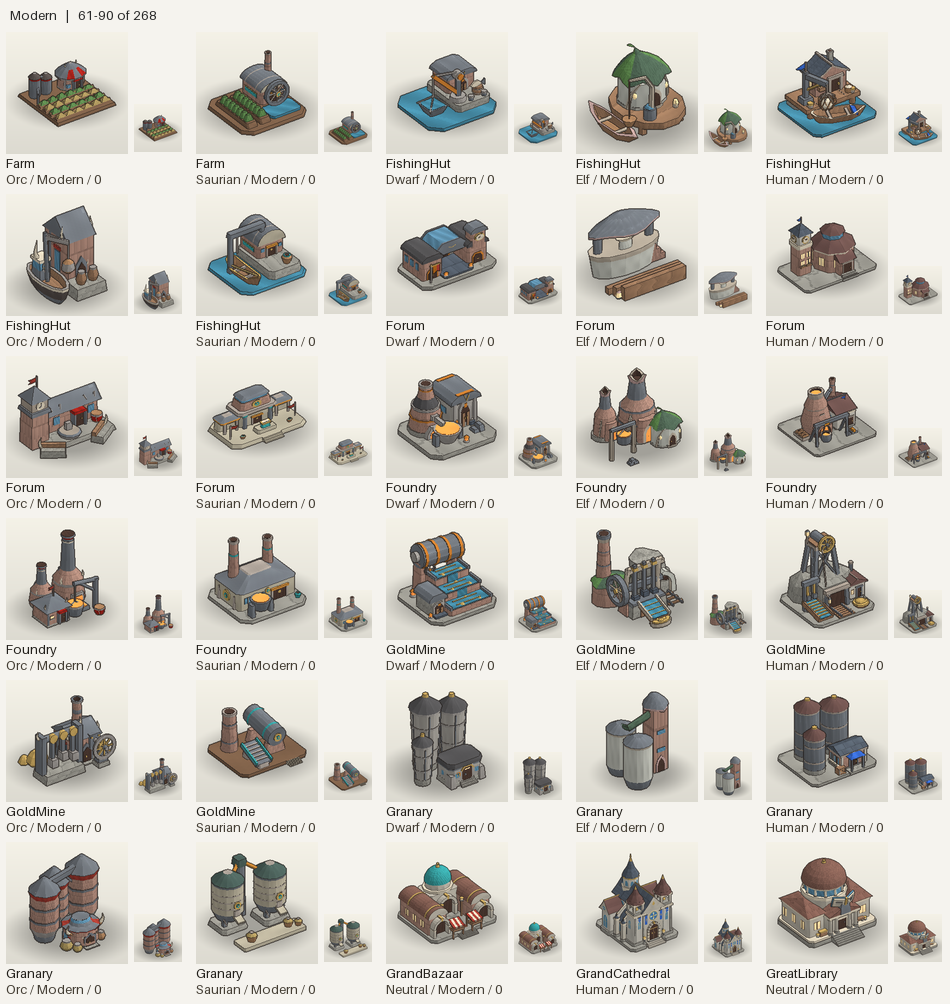 Modern | 61-90 of 268
Farm
Orc / Modern / 0
Farm
Saurian / Modern / 0
FishingHut
Dwarf / Modern / 0
FishingHut
Elf / Modern / 0
FishingHut
Human / Modern / 0
FishingHut
Orc / Modern / 0
FishingHut
Saurian / Modern / 0
Forum
Dwarf / Modern / 0
Forum
Elf / Modern / 0
Forum
Human / Modern / 0
Forum
Orc / Modern / 0
Forum
Saurian / Modern / 0
Foundry
Dwarf / Modern / 0
Foundry
Elf / Modern / 0
Foundry
Human / Modern / 0
Foundry
Orc / Modern / 0
Foundry
Saurian / Modern / 0
GoldMine
Dwarf / Modern / 0
GoldMine
Elf / Modern / 0
GoldMine
Human / Modern / 0
GoldMine
Orc / Modern / 0
GoldMine
Saurian / Modern / 0
Granary
Dwarf / Modern / 0
Granary
Elf / Modern / 0
Granary
Human / Modern / 0
Granary
Orc / Modern / 0
Granary
Saurian / Modern / 0
GrandBazaar
Neutral / Modern / 0
GrandCathedral
Human / Modern / 0
GreatLibrary
Neutral / Modern / 0